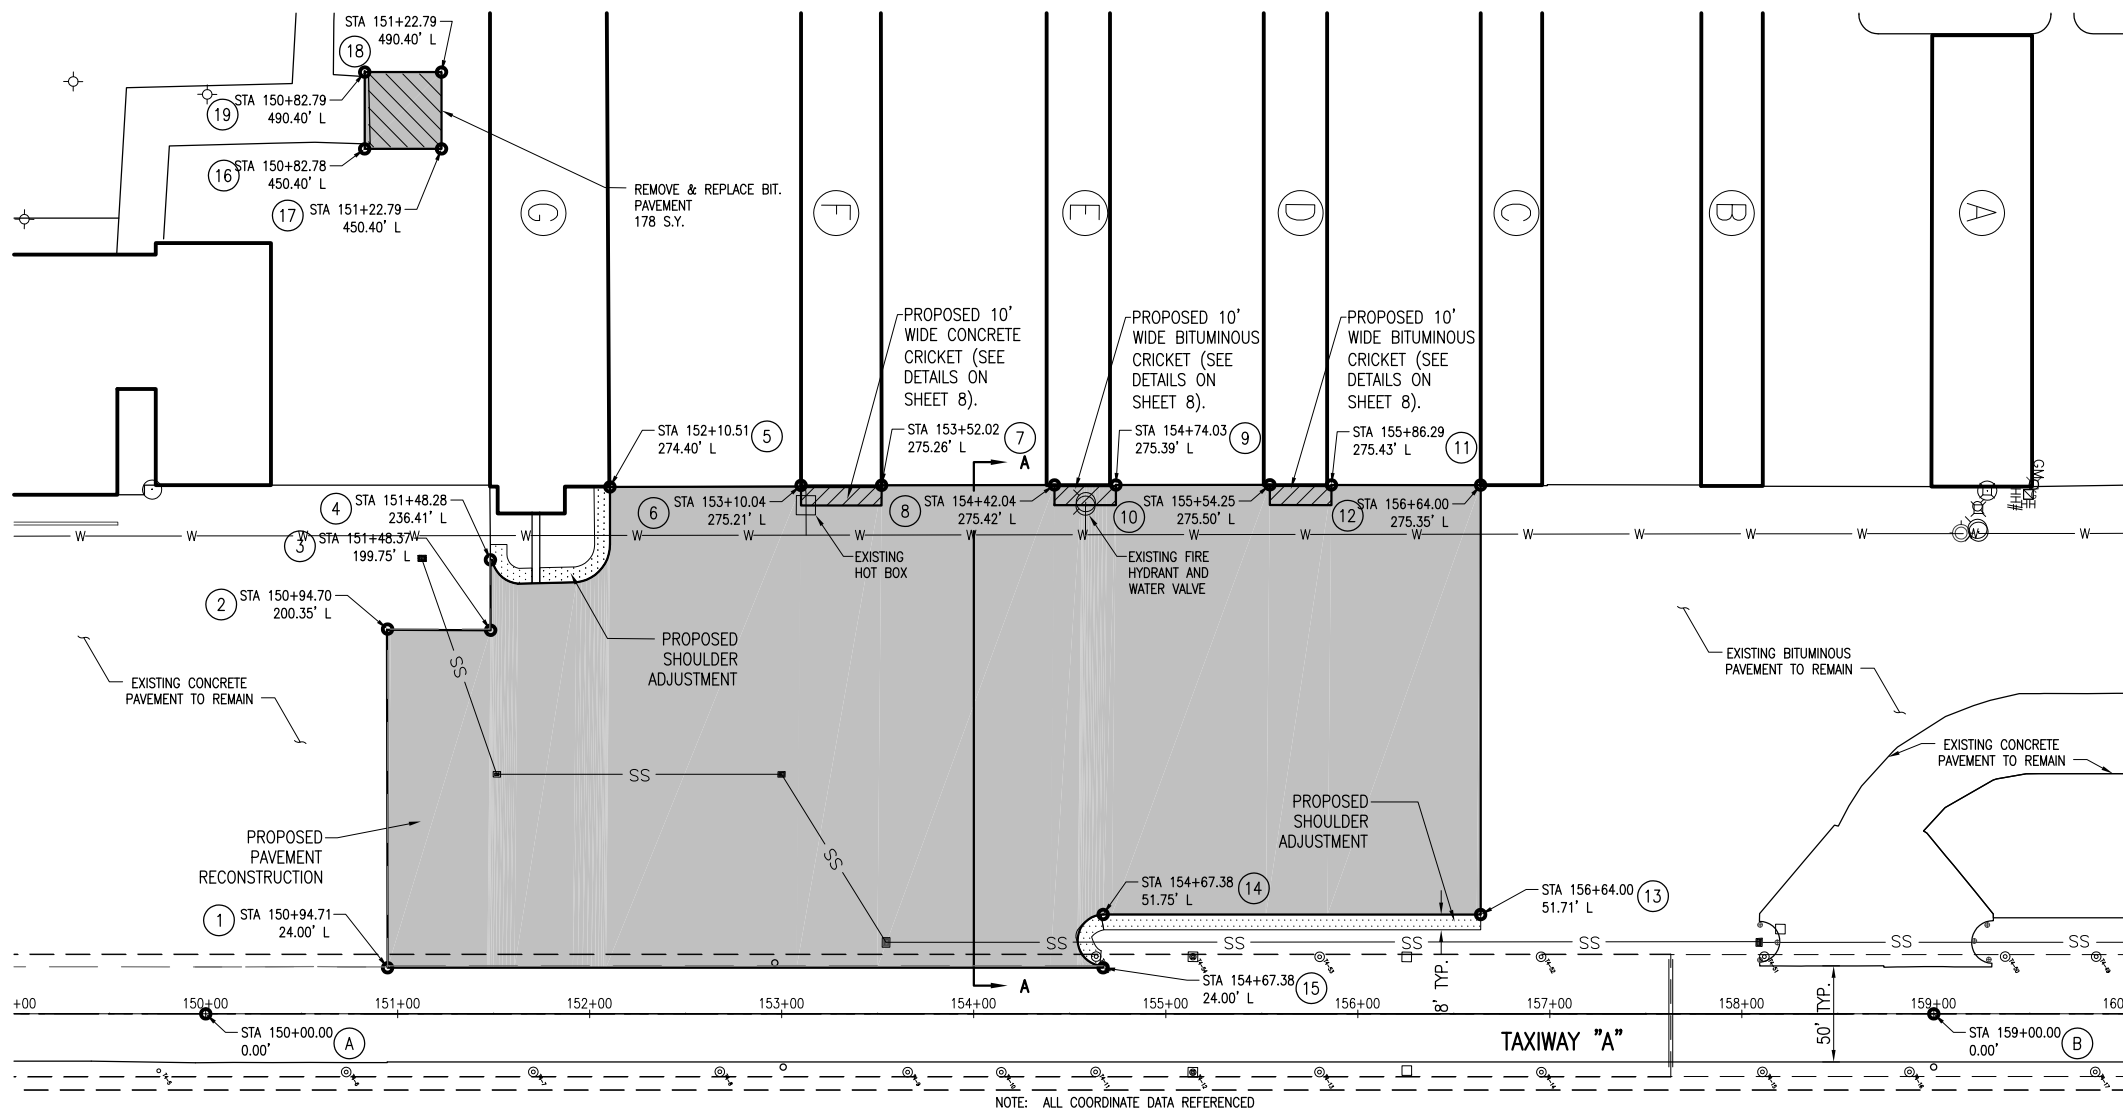 STA 151+22.79
490.40' L
18
STA 150+82.79
490.40' L
19
STA 150+82.78
450.40' L
16
STA 151+22.79
450.40' L
17
REMOVE & REPLACE BIT.
PAVEMENT
178 S.Y.
G
F
E
D
C
B
A
PROPOSED 10'
WIDE CONCRETE
CRICKET (SEE
DETAILS ON
SHEET 8).
PROPOSED 10'
WIDE BITUMINOUS
CRICKET (SEE
DETAILS ON
SHEET 8).
PROPOSED 10'
WIDE BITUMINOUS
CRICKET (SEE
DETAILS ON
SHEET 8).
STA 152+10.51
274.40' L
5
STA 153+52.02
275.26' L
7
A
STA 154+74.03
275.39' L
9
STA 155+86.29
275.43' L
11
4
STA 151+48.28
236.41' L
6
STA 153+10.04
275.21' L
8
STA 154+42.04
275.42' L
10
STA 155+54.25
275.50' L
12
STA 156+64.00
275.35' L
3
STA 151+48.37
199.75' L
W W W W W W W W W W W W W W W W W W W
EXISTING
HOT BOX
EXISTING FIRE
HYDRANT AND
WATER VALVE
2
STA 150+94.70
200.35' L
PROPOSED
SHOULDER
ADJUSTMENT
SS
EXISTING CONCRETE
PAVEMENT TO REMAIN
EXISTING BITUMINOUS
PAVEMENT TO REMAIN
EXISTING CONCRETE
PAVEMENT TO REMAIN
SS
SS
PROPOSED
SHOULDER
ADJUSTMENT
PROPOSED
PAVEMENT
RECONSTRUCTION
STA 154+67.38
51.75' L
14
STA 156+64.00
51.71' L
13
1
STA 150+94.71
24.00' L
SS SS SS SS SS SS
8' TYP.
50' TYP.
STA 154+67.38
24.00' L
15
A
+00 150+00 151+00 152+00 153+00 154+00 155+00 156+00 157+00 158+00 159+00 160
STA 150+00.00
0.00'
A
TAXIWAY "A"
STA 159+00.00
0.00'
B
NOTE: ALL COORDINATE DATA REFERENCED